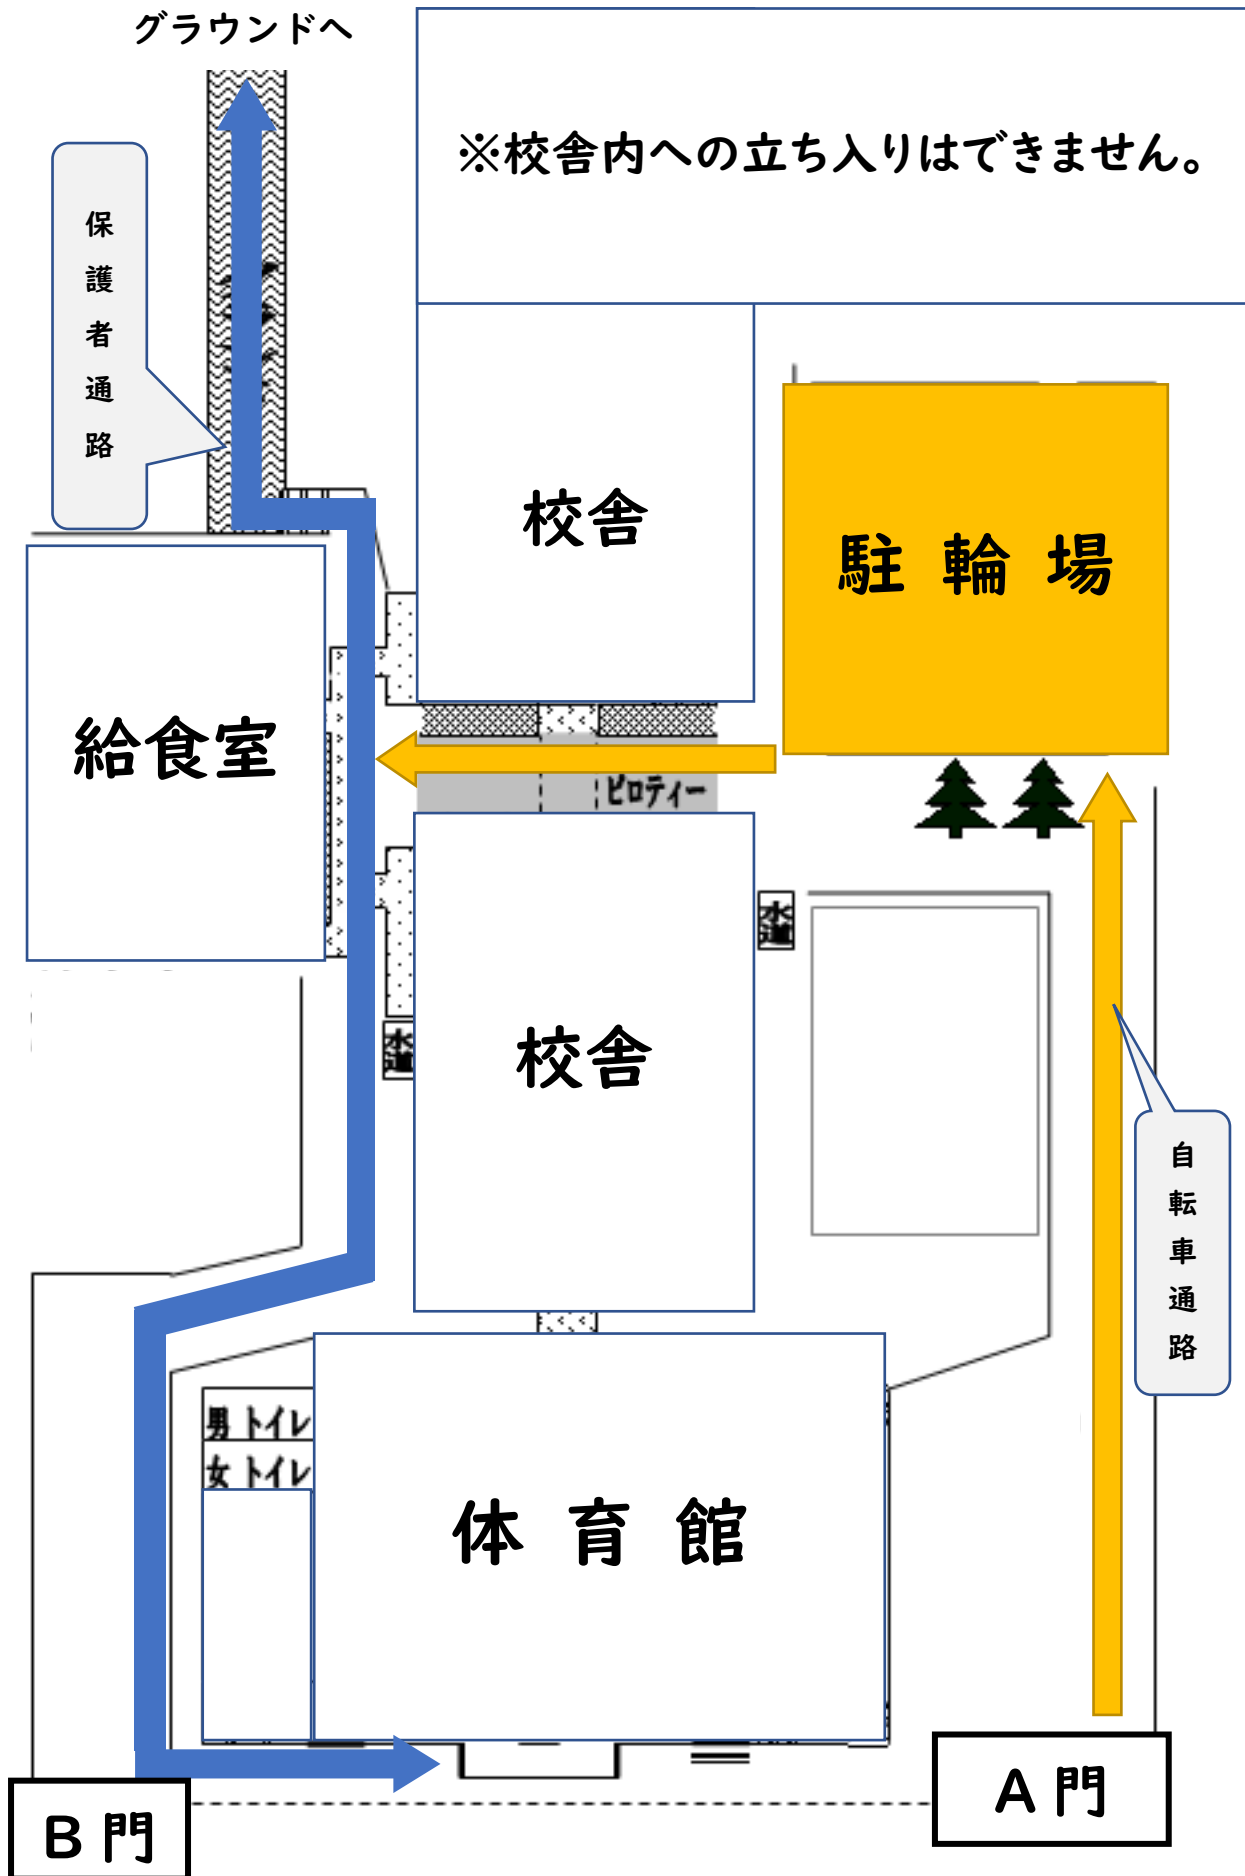 グラウンドへ
※校舎内への立ち入りはできません。
保護者通路
校舎
駐輪場
給食室
ピロティー
水道
水道
校舎
自転車通路
男トイレ
女トイレ
体育館
A門
B門